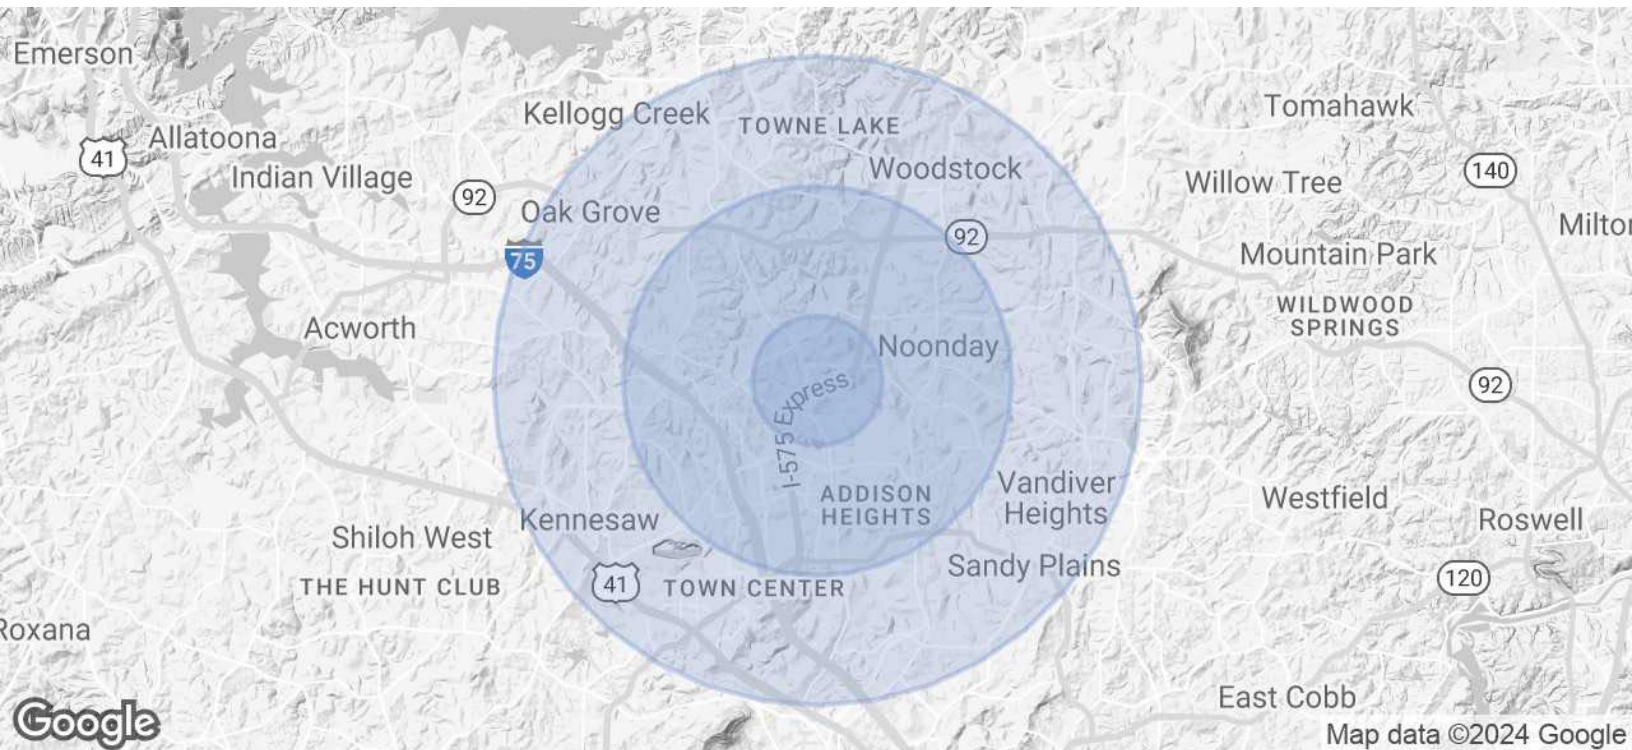 Emerson
Kellogg Creek
TOWNE LAKE
Tomahawk
Allatoona
41
Indian Village
92
Woodstock
140
Willow Tree
Oak Grove
Milto
92
75
Mountain Park
WILDWOOD
SPRINGS
Acworth
Noonday
92
I-575 Express
ADDISON
HEIGHTS
Vandiver
Heights
Westfield
Roswell
Kennesaw
Shiloh West
Sandy Plains
THE HUNT CLUB
41
TOWN CENTER
120
Roxana
East Cobb
Google
Map data ©2024 Google